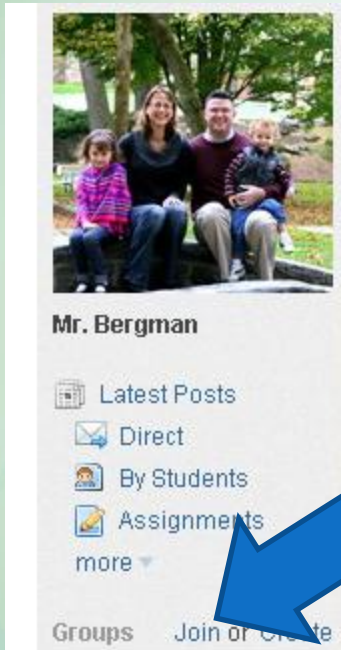 Mr. Bergman
Latest Posts
Direct
By Students
Assignments
more
Groups Join or Create